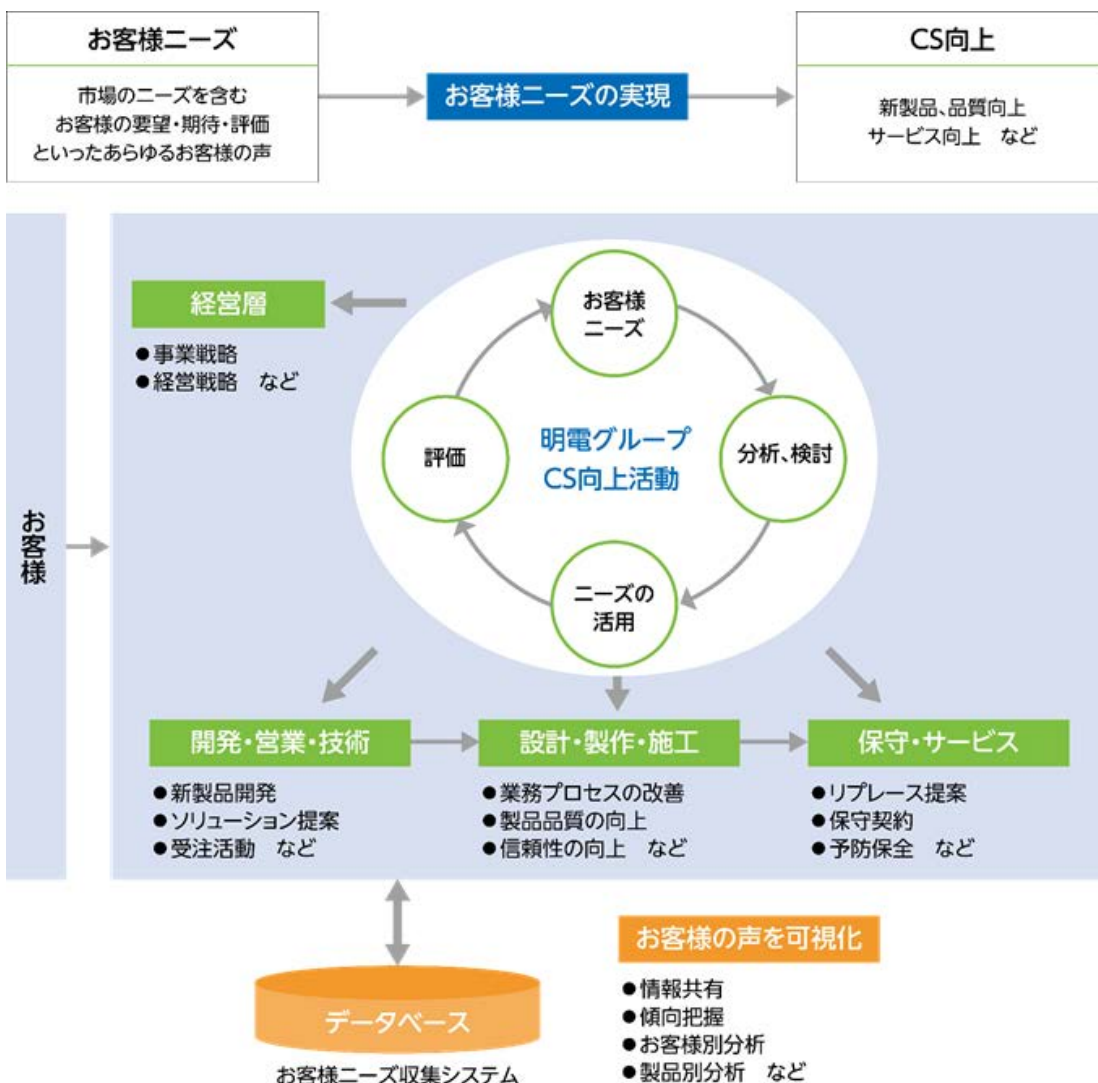 お客様ニーズ
市場のニーズを含む
お客様の要望・期待・評価
といったあらゆるお客様の声
お客様ニーズの実現
CS向上
新製品、品質向上
サービス向上　など
お客様
経営層
●事業戦略
●経営戦略　など
お客様
ニーズ
分析、検討
ニーズの
活用
評価
明電グループ
CS向上活動
開発・営業・技術
●新製品開発
●ソリューション提案
●受注活動　など
設計・製作・施工
●業務プロセスの改善
●製品品質の向上
●信頼性の向上　など
保守・サービス
●リプレース提案
●保守契約
●予防保全　など
データベース
お客様ニーズ収集システム
お客様の声を可視化
●情報共有
●傾向把握
●お客様別分析
●製品別分析　など